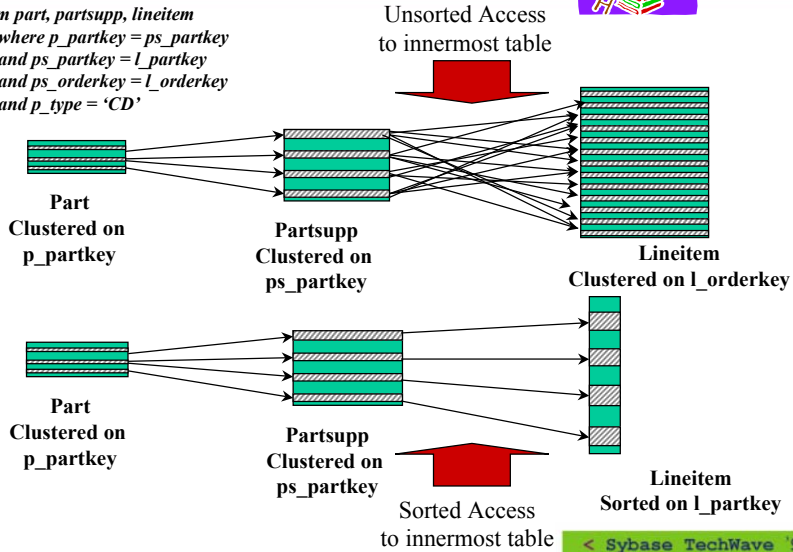 part, partsupp, lineitem
where p_partkey = ps_partkey
and ps_partkey = l_partkey
and ps_orderkey = l_orderkey
and p_type = ‘CD’
Unsorted Access
to innermost table
Part
Clustered on
p_partkey
Partsupp
Clustered on
ps_partkey
Lineitem
Clustered on l_orderkey
Part
Clustered on
p_partkey
Partsupp
Clustered on
ps_partkey
Lineitem
Sorted on l_partkey
Sorted Access
to innermost table
< Sybase TechWave